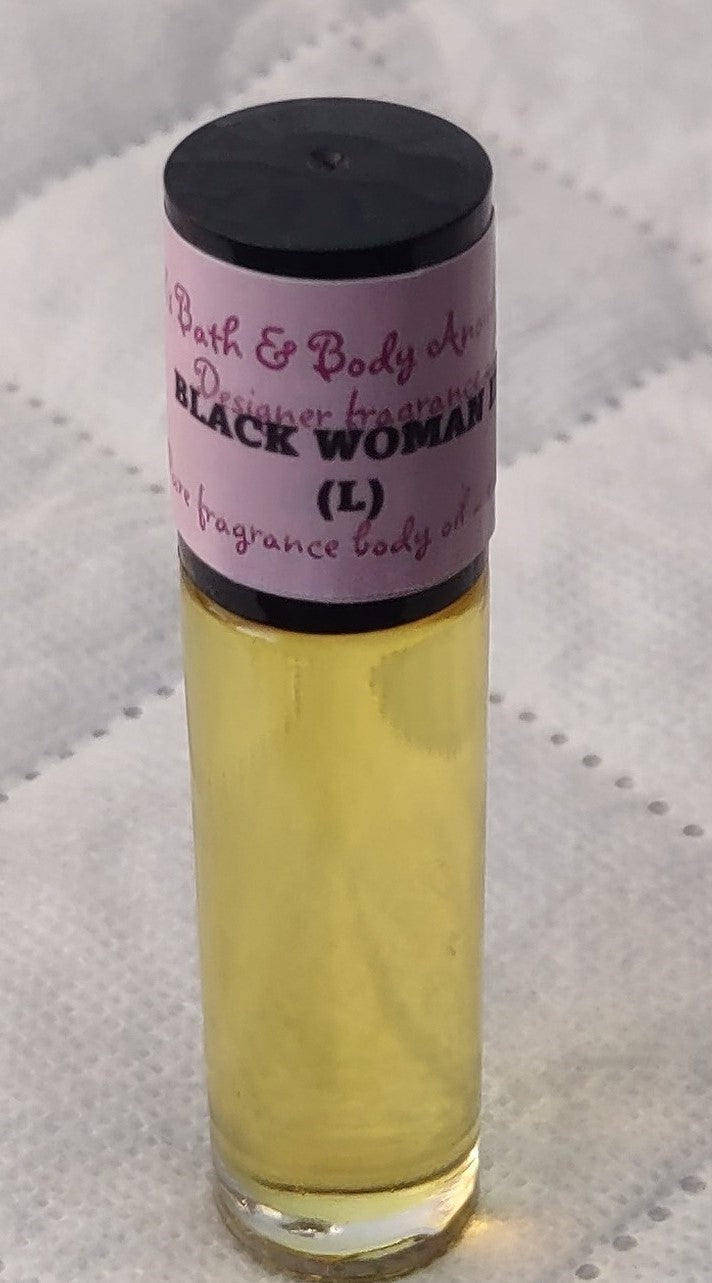 Bath & Body
Designer fragrance
BLACK WOMAN
(L)
fragrance body oil